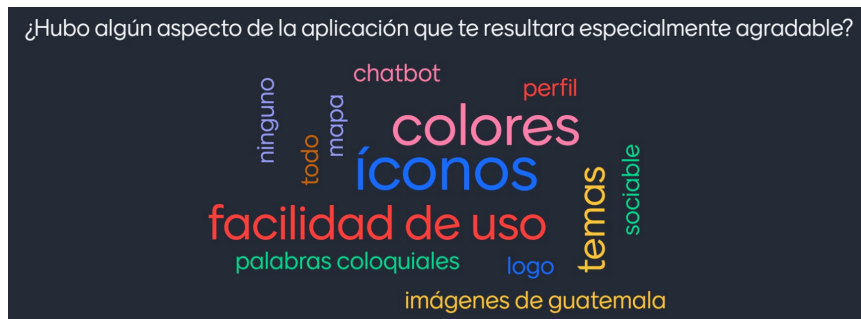 ¿Hubo algún aspecto de la aplicación que te resultara especialmente agradable?
chatbot
perfil
ninguno
mapa
todo
colores
íconos
sociable
temas
facilidad de uso
palabras coloquiales
logo
imágenes de guatemala